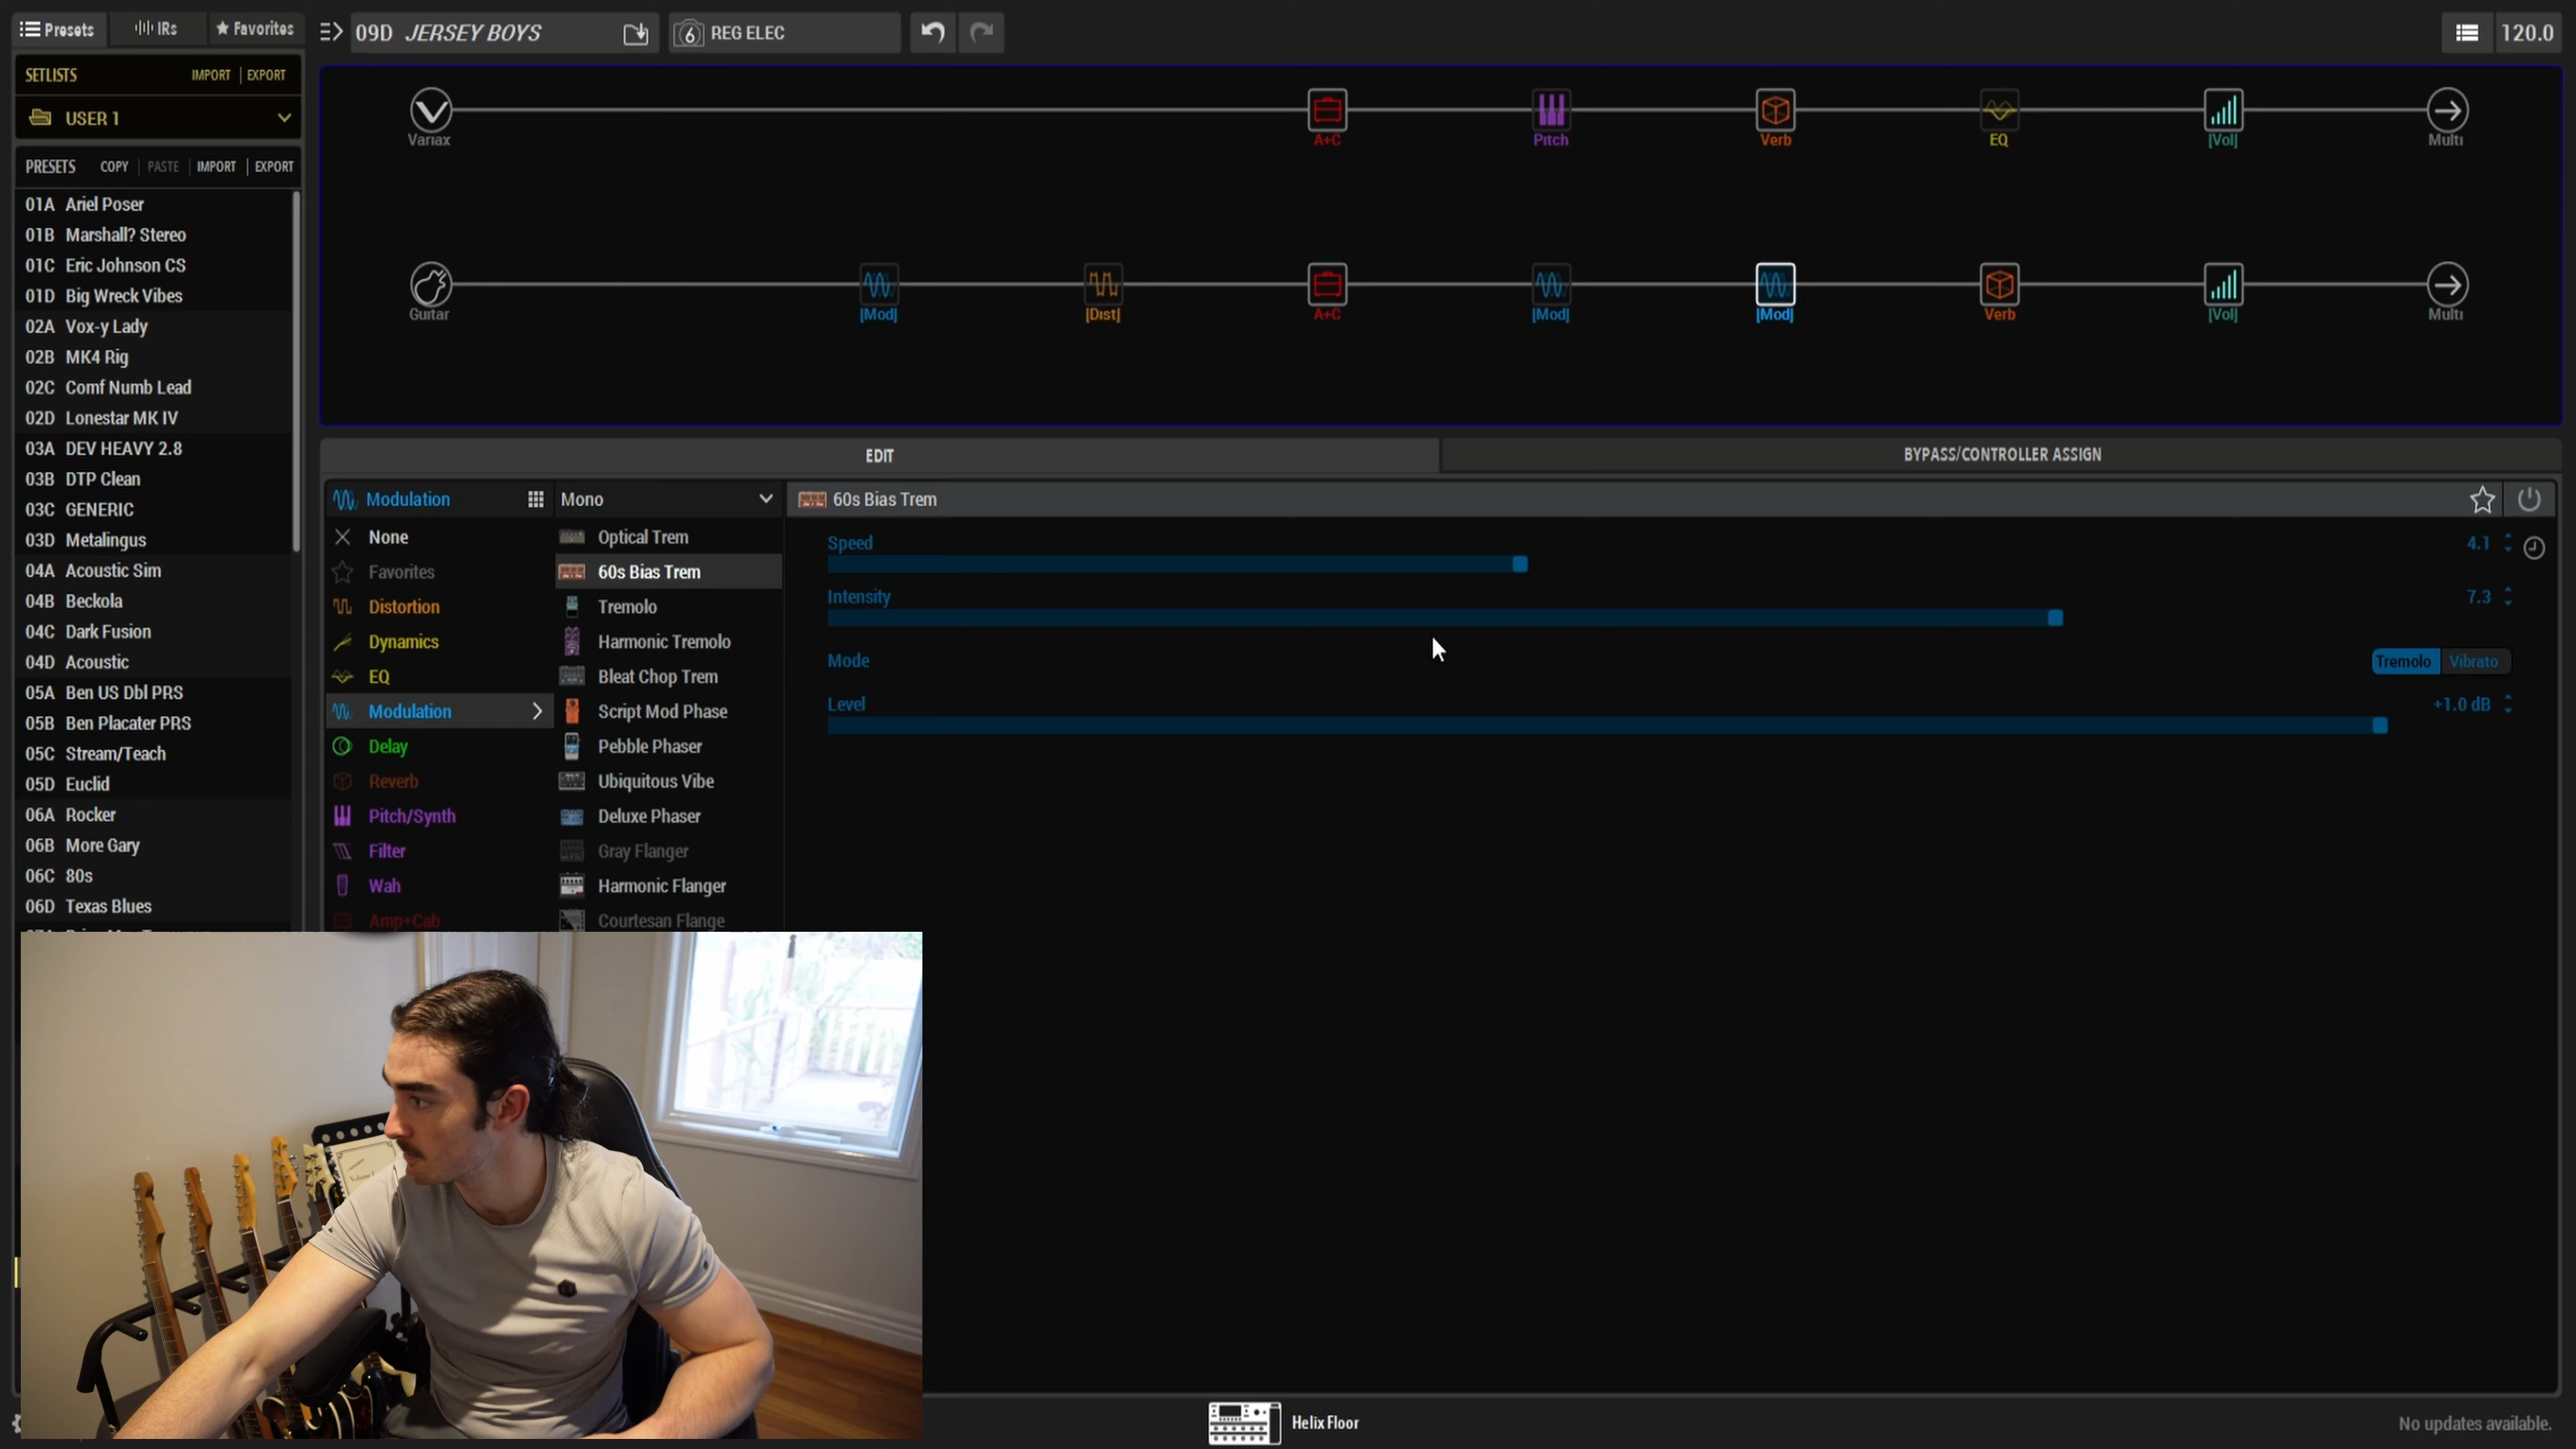 Presets
IRs
Favorites
09D JERSEY BOYS
6
REG ELEC
120.0
SETLISTS
IMPORT
EXPORT
USER 1
PRESETS
COPY
PASTE
IMPORT
EXPORT
01A Ariel Poser
01B Marshall? Stereo
01C Eric Johnson CS
01D Big Wreck Vibes
02A Vox-y Lady
02B MK4 Rig
02C Comf Numb Lead
02D Lonestar MK IV
03A DEV HEAVY 2.8
03B DTP Clean
03C GENERIC
03D Metalingus
04A Acoustic Sim
04B Beckola
04C Dark Fusion
04D Acoustic
05A Ben US Dbl PRS
05B Ben Placater PRS
05C Stream/Teach
05D Euclid
06A Rocker
06B More Gary
06C 80s
06D Texas Blues
Variax
A+C
Pitch
Verb
EQ
[Vol]
Multi
Guitar
[Mod]
[Dist]
A+C
[Mod]
[Mod]
Verb
[Vol]
Multi
EDIT
BYPASS/CONTROLLER ASSIGN
Modulation
None
Favorites
Distortion
Dynamics
EQ
Modulation
Delay
Reverb
Pitch/Synth
Filter
Wah
Amp+Cab
Mono
Optical Trem
60s Bias Trem
Tremolo
Harmonic Tremolo
Bleat Chop Trem
Script Mod Phase
Pebble Phaser
Ubiquitous Vibe
Deluxe Phaser
Gray Flanger
Harmonic Flanger
Courtesan Flange
60s Bias Trem
Speed
4.1
Intensity
7.3
Mode
Tremolo
Vibrato
Level
+1.0 dB
Helix Floor
No updates available.